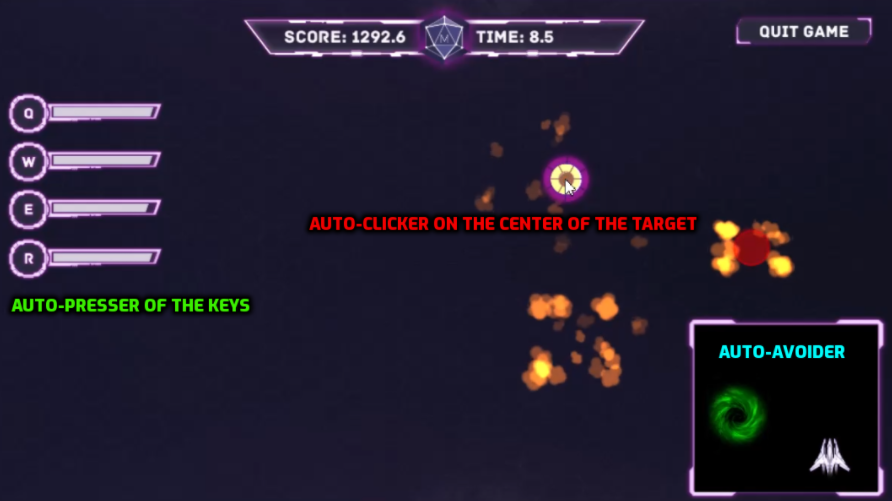 SCORE: 1292.6
M
TIME: 8.5
QUIT GAME
Q
W
E
R
AUTO-CLICKER ON THE CENTER OF THE TARGET
AUTO-PRESSER OF THE KEYS
AUTO-AVOIDER